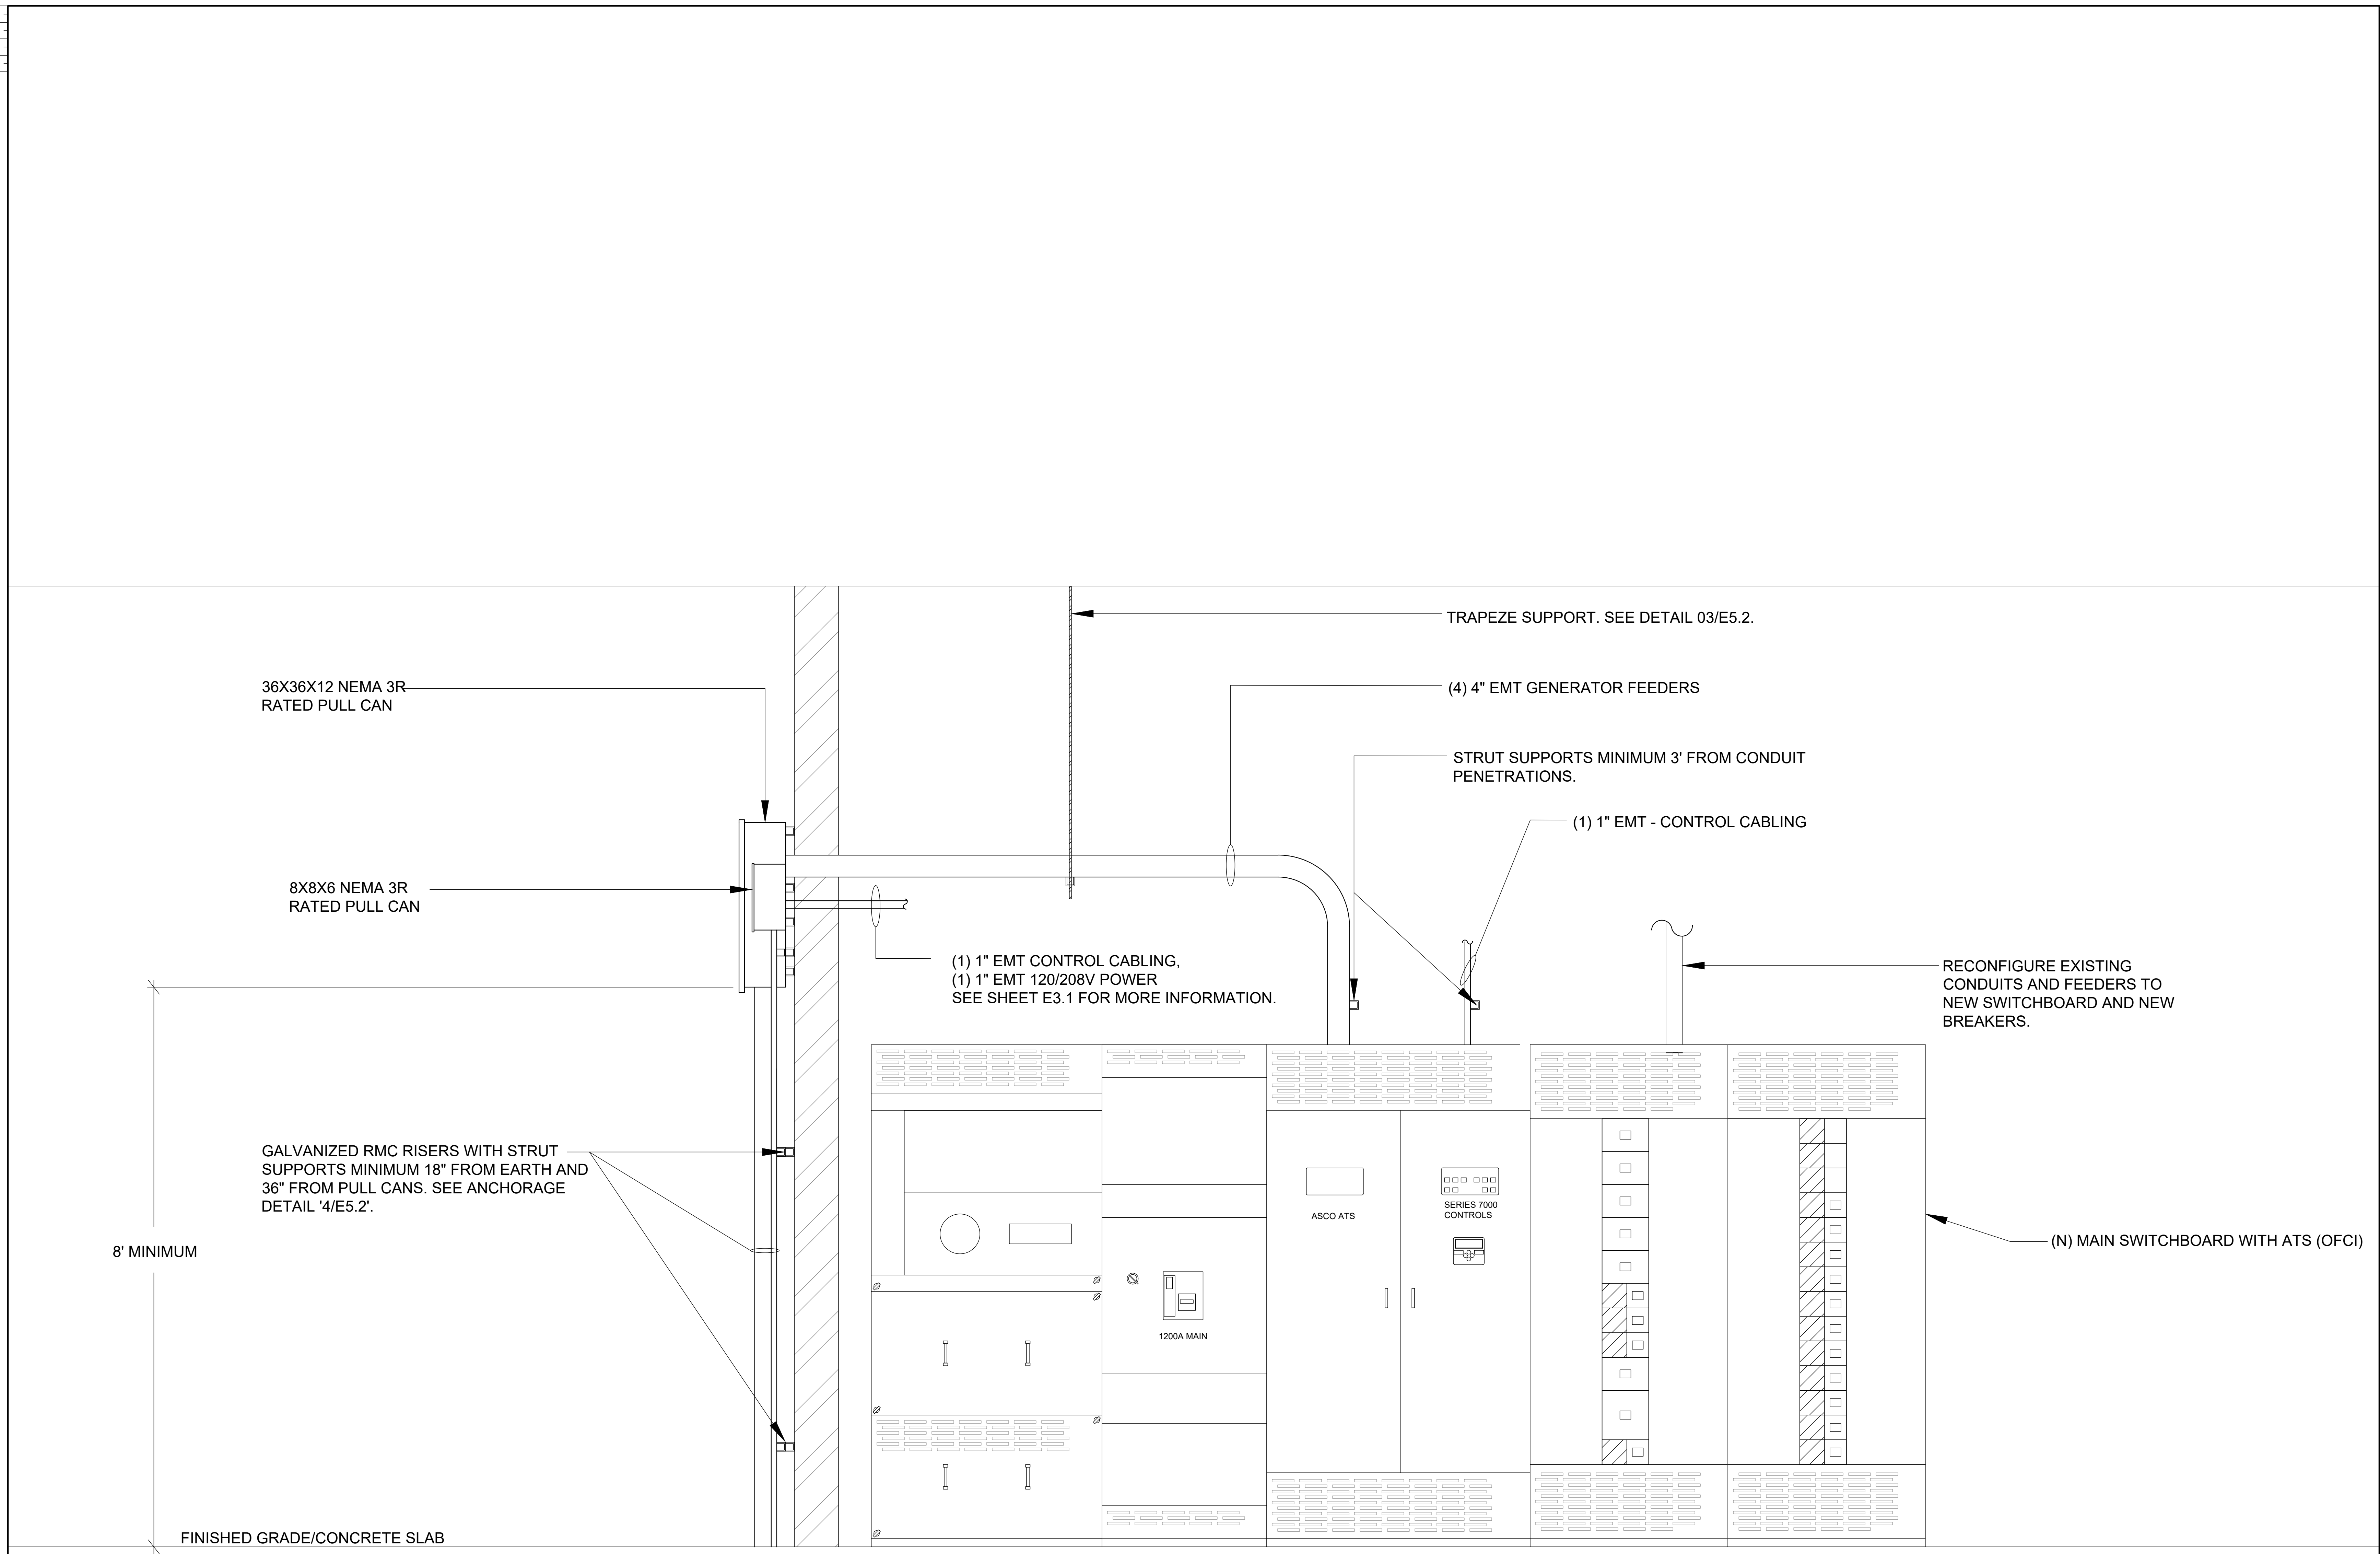 TRAPEZE SUPPORT. SEE DETAIL 03/E5.2.
36X36X12 NEMA 3R
RATED PULL CAN
(4) 4" EMT GENERATOR FEEDERS
STRUT SUPPORTS MINIMUM 3' FROM CONDUIT
PENETRATIONS.
(1) 1" EMT - CONTROL CABLING
8X8X6 NEMA 3R
RATED PULL CAN
(1) 1" EMT CONTROL CABLING,
(1) 1" EMT 120/208V POWER
SEE SHEET E3.1 FOR MORE INFORMATION.
RECONFIGURE EXISTING
CONDUITS AND FEEDERS TO
NEW SWITCHBOARD AND NEW
BREAKERS.
GALVANIZED RMC RISERS WITH STRUT
SUPPORTS MINIMUM 18" FROM EARTH AND
36" FROM PULL CANS. SEE ANCHORAGE
DETAIL '4/E5.2'.
8' MINIMUM
ASCO ATS
SERIES 7000
CONTROLS
(N) MAIN SWITCHBOARD WITH ATS (OFCI)
1200A MAIN
FINISHED GRADE/CONCRETE SLAB